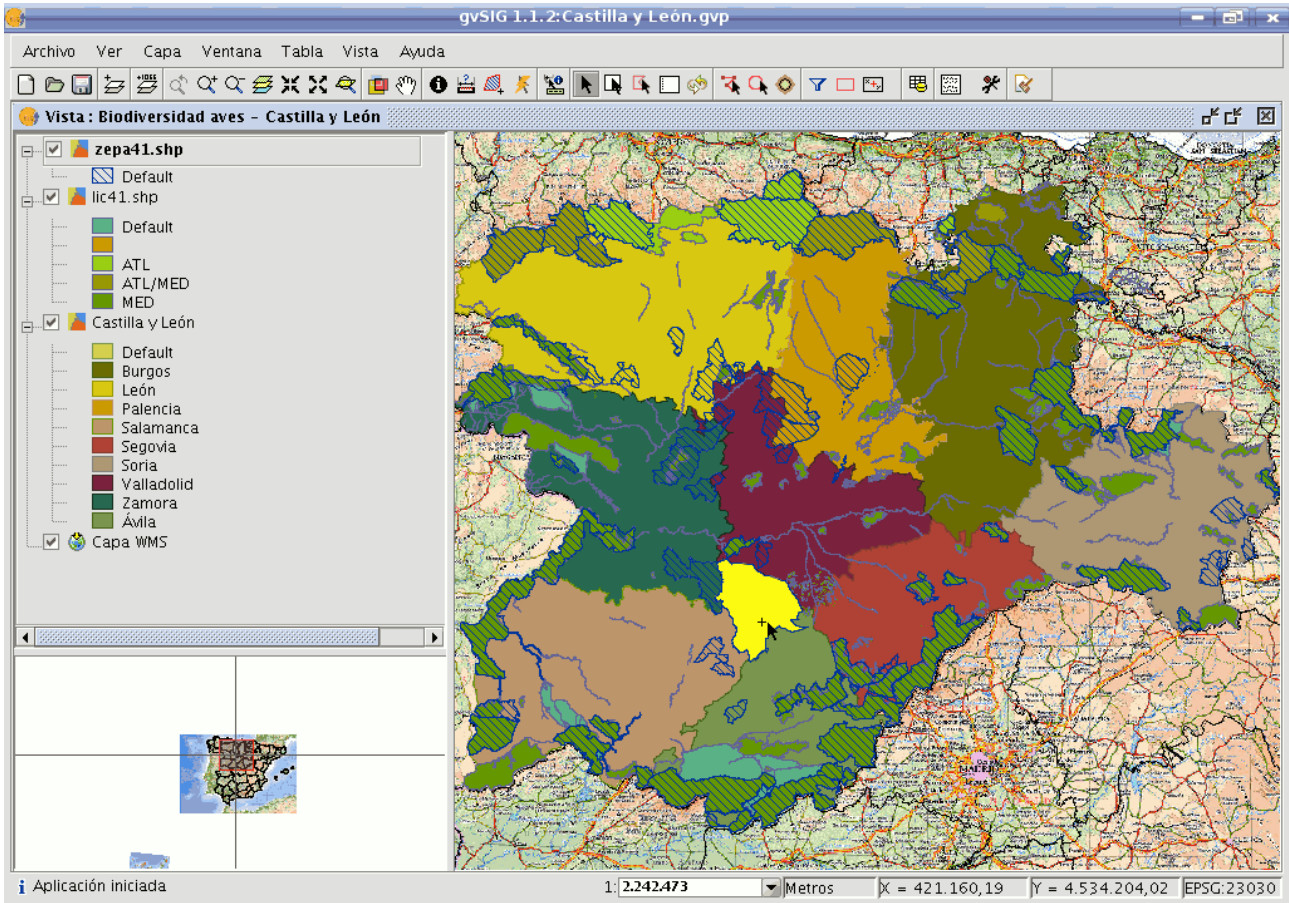 gvSIG 1.1.2:Castilla y León.gvp
Archivo Ver Capa Ventana Tabla Vista Ayuda
Vista : Biodiversidad aves – Castilla y León
zepa41.shp
Default
lic41.shp
Default
ATL
ATL/MED
MED
Castilla y León
Default
Burgos
León
Palencia
Salamanca
Segovia
Soria
Valladolid
Zamora
Ávila
Capa WMS
SAN SEBASTIAN
MADRID
Aplicación iniciada
1: 2.242.473 Metros X = 421.160,19 Y = 4.534.204,02 EPSG:23030